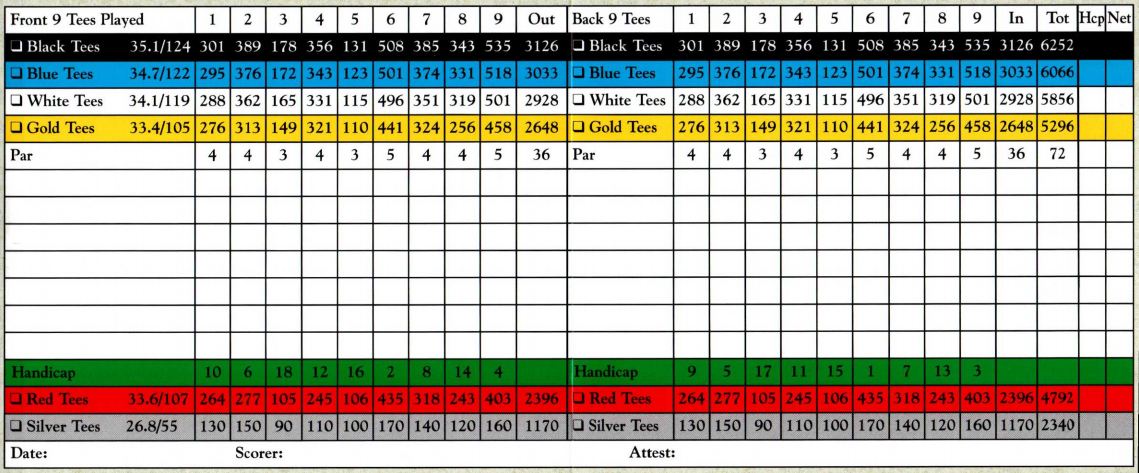 Front 9 Tees Played 1 2 3 4 5 6 7 8 9 Out Back 9 Tees 1 2 3 4 5 6 7 8 9 In Tot Hcp Net
Black Tees 35.1/124 301 389 178 356 131 508 385 343 535 3126 Black Tees 301 389 178 356 131 508 385 343 535 3126 6252
Blue Tees 34.7/122 295 376 172 343 123 501 374 331 518 3033 Blue Tees 295 376 172 343 123 501 374 331 518 3033 6066
White Tees 34.1/119 288 362 165 331 115 496 351 319 501 2928 White Tees 288 362 165 331 115 496 351 319 501 2928 5856
Gold Tees 33.4/105 276 313 149 321 110 441 324 256 458 2648 Gold Tees 276 313 149 321 110 441 324 256 458 2648 5296
Par 4 4 3 4 3 5 4 4 5 36 Par 4 4 3 4 3 5 4 4 5 36 72
Handicap 10 6 18 12 16 2 8 14 4 Handicap 9 5 17 11 15 1 7 13 3
Red Tees 33.6/107 264 277 105 245 106 435 318 243 403 2396 Red Tees 264 277 105 245 106 435 318 243 403 2396 4792
Silver Tees 26.8/55 130 150 90 110 100 170 140 120 160 1170 Silver Tees 130 150 90 110 100 170 140 120 160 1170 2340
Date: Scorer: Attest: